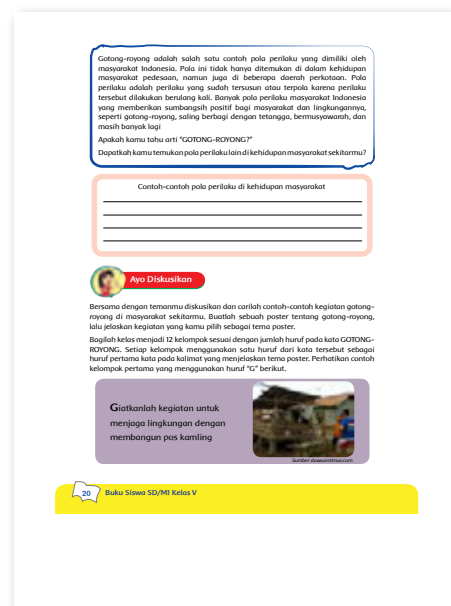 Gotong-royong adalah salah satu contoh pola perilaku yang dimiliki oleh
masyarakat Indonesia. Pola ini tidak hanya ditemukan di dalam kehidupan
masyarakat pedesaan, namun juga di beberapa daerah perkotaan. Pola
perilaku adalah perilaku yang sudah tersusun atau terpola karena perilaku
tersebut dilakukan berulang kali. Banyak pola perilaku masyarakat Indonesia
yang memberikan sumbangsih positif bagi masyarakat dan lingkungannya,
seperti gotong-royong, saling berbagi dengan tetangga, bermusyawarah, dan
masih banyak lagi
Apakah kamu tahu arti "GOTONG-ROYONG?"
Dapatkah kamu temukan pola perilaku lain di kehidupan masyarakat sekitarmu?
Contoh-contoh pola perilaku di kehidupan masyarakat
Ayo Diskusikan
Bersama dengan temanmu diskusikan dan carilah contoh-contoh kegiatan gotong-
royong di masyarakat sekitarmu. Buatlah sebuah poster tentang gotong-royong,
lalu jelaskan kegiatan yang kamu pilih sebagai tema poster.
Bagilah kelas menjadi 12 kelompok sesuai dengan jumlah huruf pada kata GOTONG-
ROYONG. Setiap kelompok menggunakan satu huruf dari kata tersebut sebagai
huruf pertama kata pada kalimat yang menjelaskan tema poster. Perhatikan contoh
kelompok pertama yang menggunakan huruf "G" berikut.
Giatkanlah kegiatan untuk
menjaga lingkungan dengan
membangun pos kamling
20
Buku Siswa SD/MI Kelas V